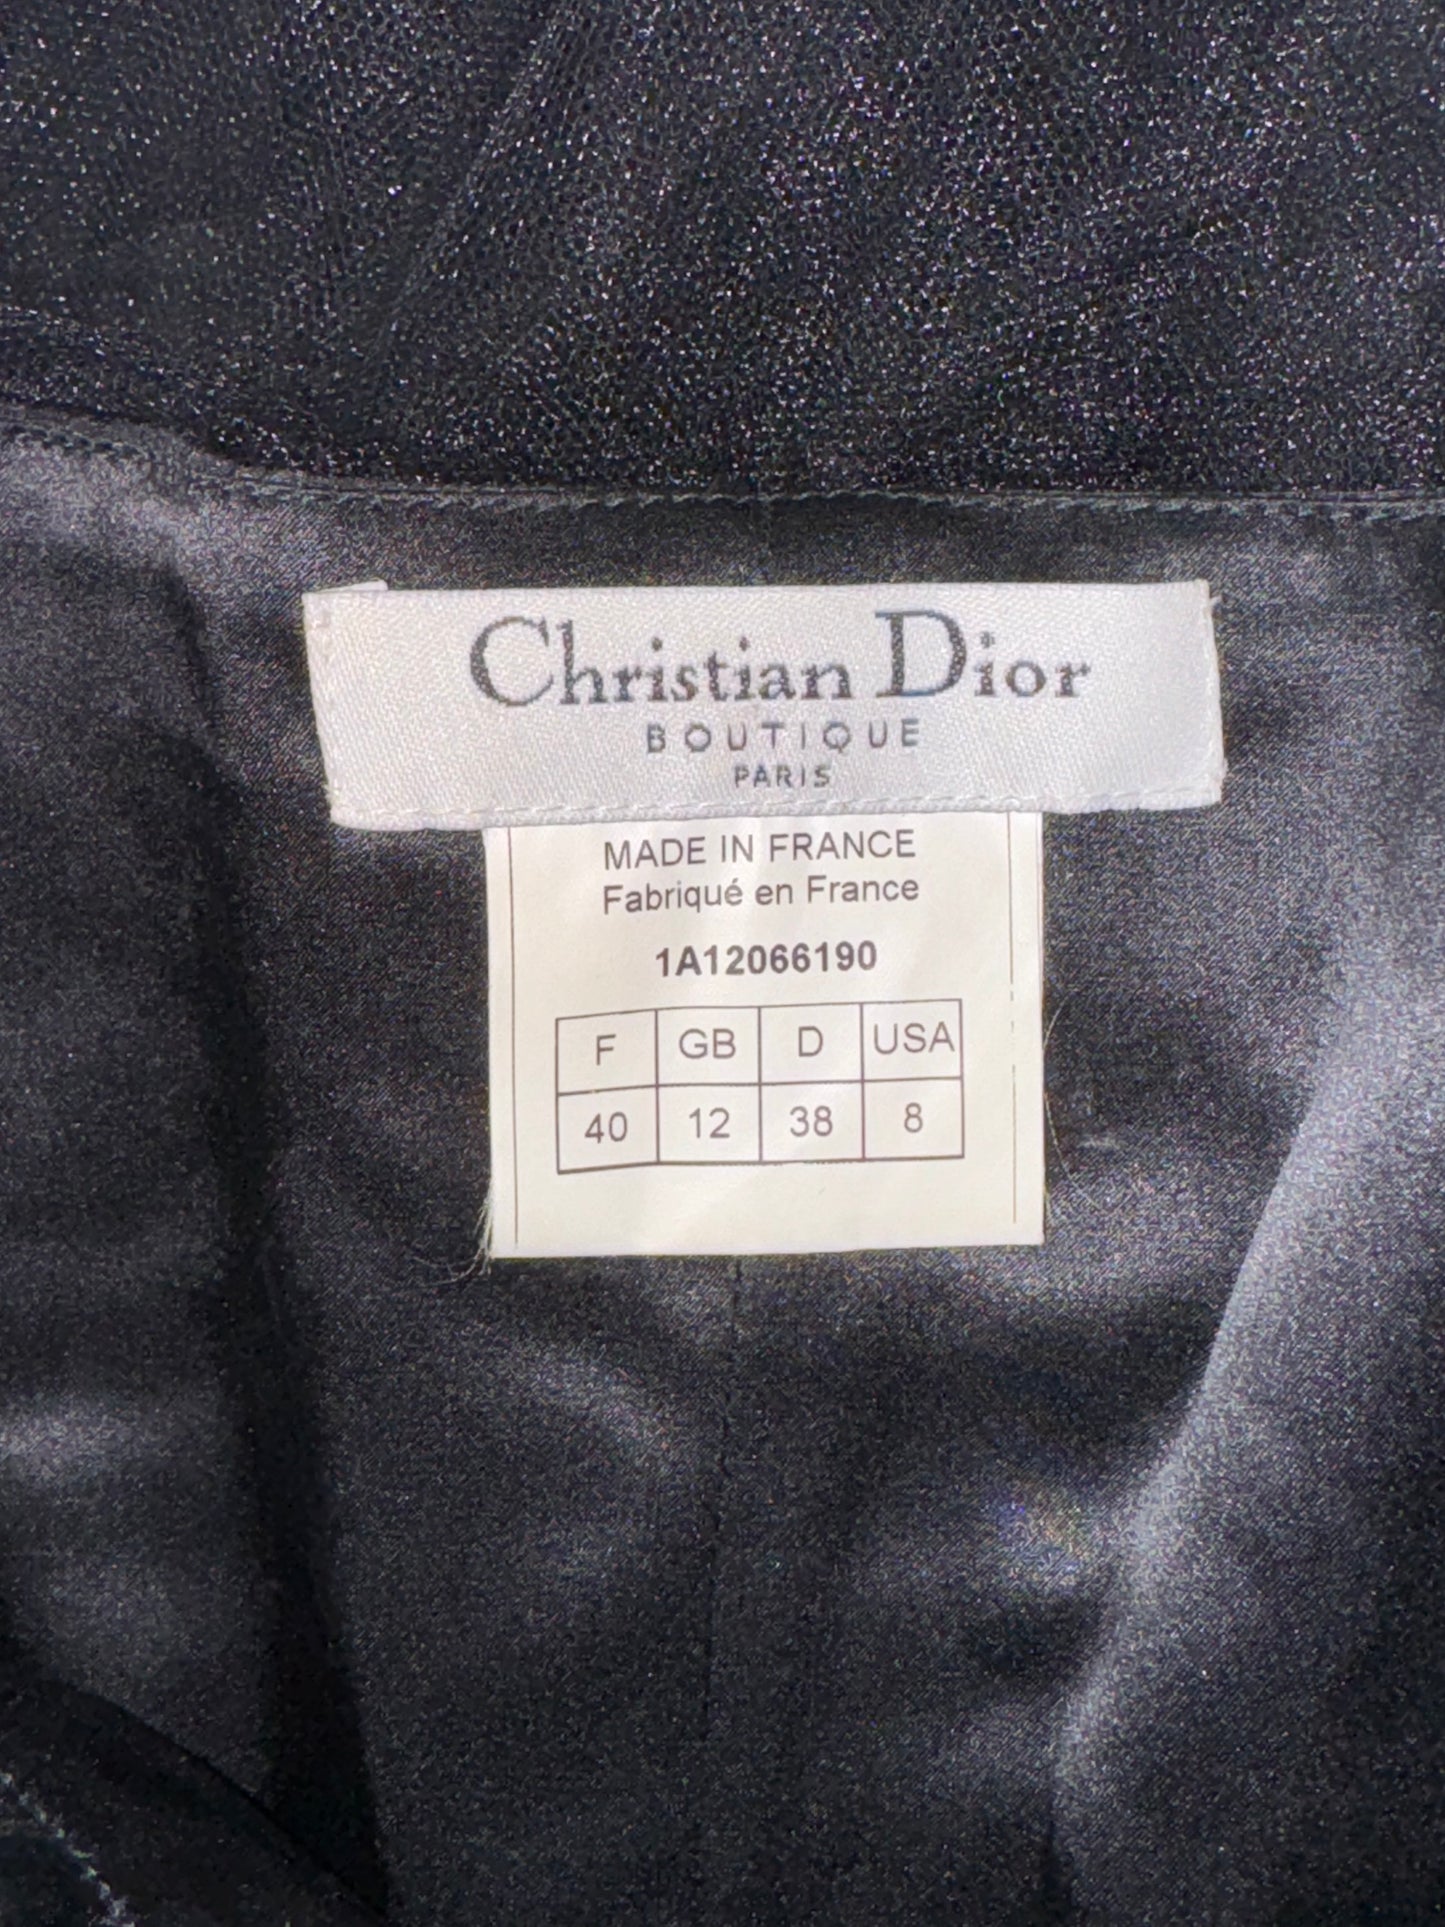 Christian Dior
BOUTIQUE
PARIS
MADE IN FRANCE
Fabriqué en France
1A12066190
F GB D USA
40 12 38 8